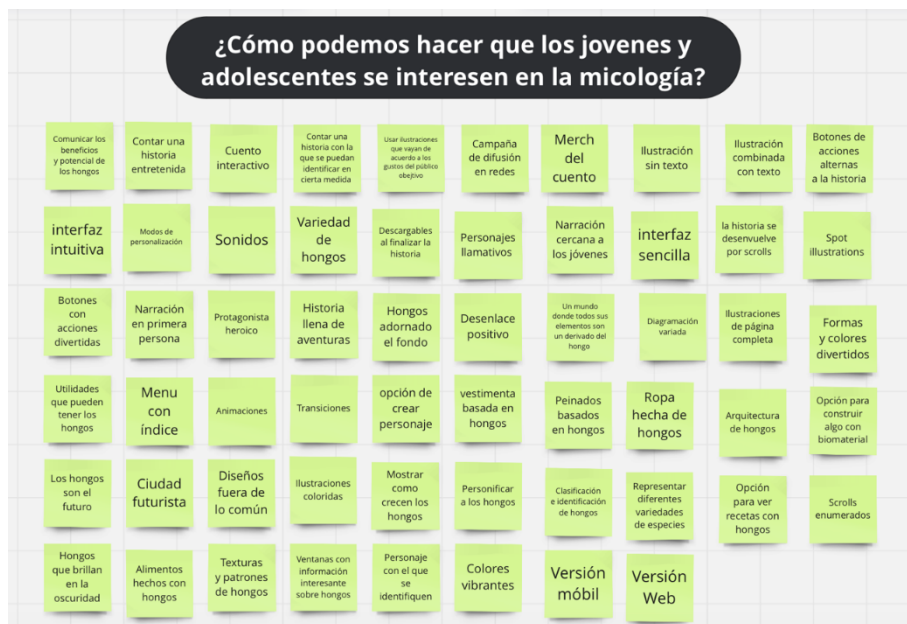 ¿Cómo podemos hacer que los jovenes y
adolescentes se interesen en la micología?
Comunicar los
beneficios
y potencial de
los hongos
Contar una
historia
entretenida
Cuento
interactivo
Contar una
historia con la
que se puedan
identificar en
cierta medida
Usar ilustraciones
que vayan de
acuerdo a los
gustos del público
obejtivo
Campaña
de difusión
en redes
Merch
del
cuento
Ilustración
sin texto
Ilustración
combinada
con texto
Botones de
acciones
alternas
a la historia
interfaz
intuitiva
Modos de
personalización
Sonidos
Variedad
de
hongos
Descargables
al finalizar la
historia
Personajes
llamativos
Narración
cercana a
los jóvenes
interfaz
sencilla
la historia se
desenvuelve
por scrolls
Spot
illustrations
Botones
con
acciones
divertidas
Narración
en primera
persona
Protagonista
heroico
Historia
llena de
aventuras
Hongos
adornado
el fondo
Desenlace
positivo
Un mundo
donde todos sus
elementos son
un derivado del
hongo
Diagramación
variada
Ilustraciones
de página
completa
Formas
y colores
divertidos
Utilidades
que pueden
tener los
hongos
Menu
con
índice
Animaciones
Transiciones
opción de
crear
personaje
vestimenta
basada en
hongos
Peinados
basados
en hongos
Ropa
hecha de
hongos
Arquitectura
de hongos
Opción para
construir
algo con
biomaterial
Los hongos
son el
futuro
Ciudad
futurista
Diseños
fuera de
lo común
Ilustraciones
coloridas
Mostrar
como
crecen los
hongos
Personificar
a los hongos
Clasificación
e identificación
de hongos
Representar
diferentes
variedades
de especies
Opción
para ver
recetas con
hongos
Scrolls
enumerados
Hongos
que brillan
en la
oscuridad
Alimentos
hechos con
hongos
Texturas
y patrones
de hongos
Ventanas con
información
interesante
sobre hongos
Personaje
con el que
se
identifiquen
Colores
vibrantes
Versión
móbil
Versión
Web